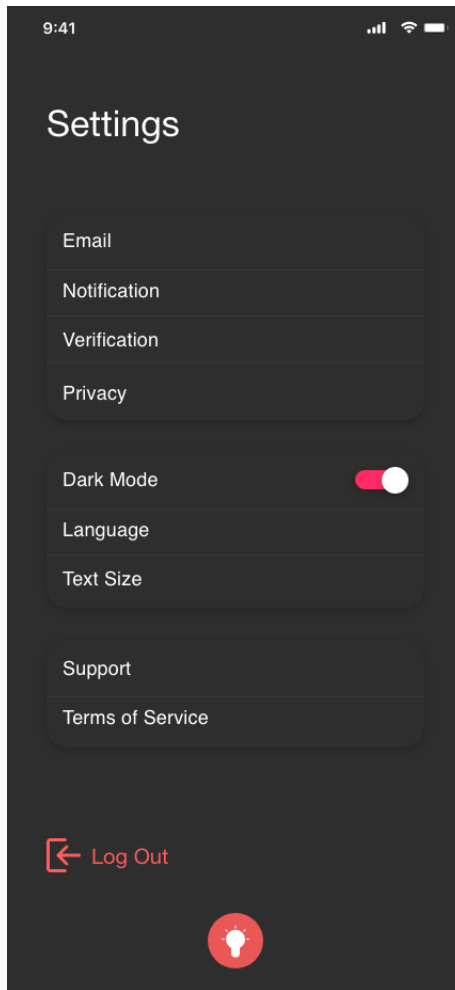 9:41
Settings
Email
Notification
Verification
Privacy
Dark Mode
Language
Text Size
Support
Terms of Service
Log Out